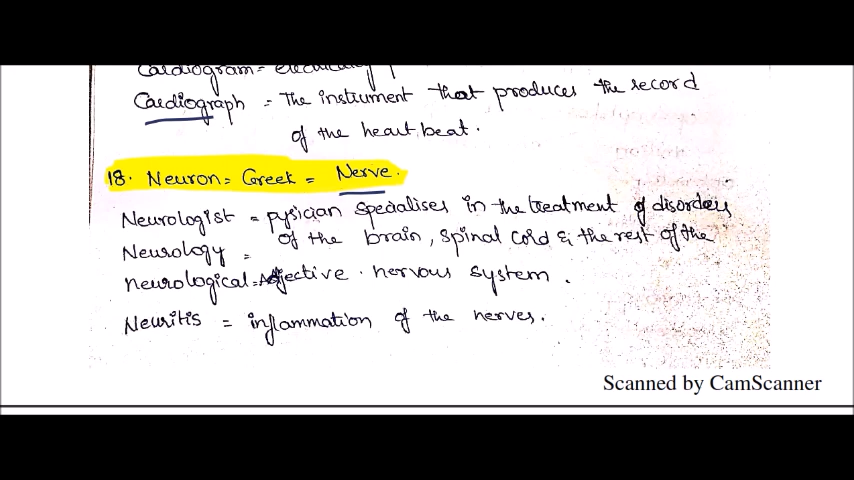 Cardiogram = electrically
Cardiograph = The instrument that produces the record
of the heart beat.
18. Neuron = Greek = Nerve.
Neurologist = pysician specialises in the treatment of disorders
Neurology = of the brain, spinal cord & the rest of the
neurological = Adjective. nervous system.
Neuritis = inflammation of the nerves.
Scanned by CamScanner